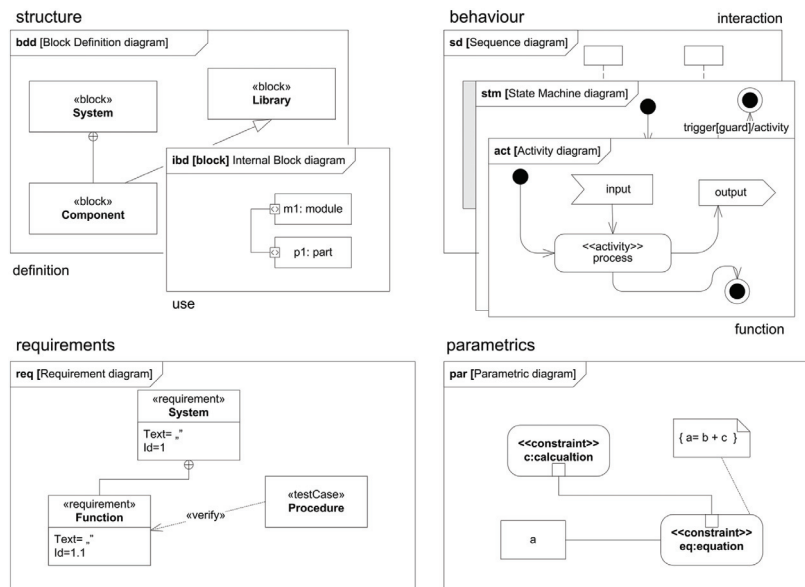 structure
bdd [Block Definition diagram]
«block»
System
«block»
Library
«block»
Component
ibd [block] Internal Block diagram
m1: module
p1: part
definition
use
behaviour
interaction
sd [Sequence diagram]
stm [State Machine diagram]
trigger[guard]/activity
act [Activity diagram]
input
output
<<activity>>
process
function
requirements
req [Requirement diagram]
«requirement»
System
Text= „”
Id=1
«requirement»
Function
Text= „”
Id=1.1
«verify»
«testCase»
Procedure
parametrics
par [Parametric diagram]
<<constraint>>
c:calcualtion
{ a= b + c }
a
<<constraint>>
eq:equation